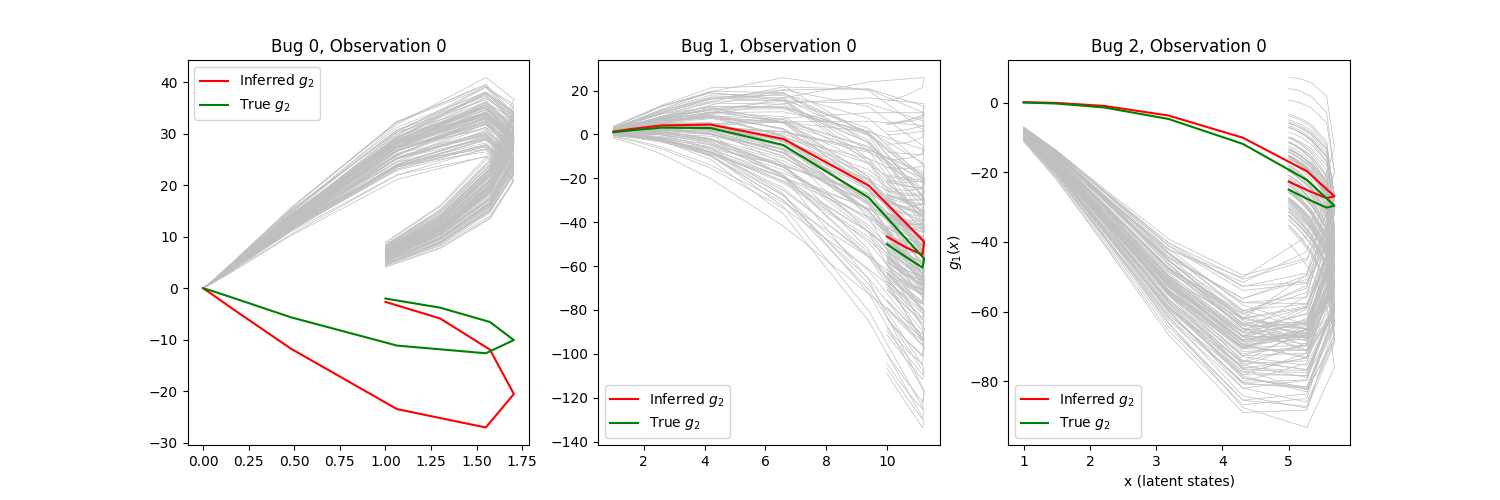 Bug 0, Observation 0
Inferred g₂
True g₂
40
30
20
10
0
−10
−20
−30
0.00 0.25 0.50 0.75 1.00 1.25 1.50 1.75
Bug 1, Observation 0
20
0
−20
−40
−60
−80
−100
−120
−140
Inferred g₂
True g₂
2 4 6 8 10
Bug 2, Observation 0
0
−20
−40
−60
−80
g₁(x)
Inferred g₂
True g₂
1 2 3 4 5
x (latent states)